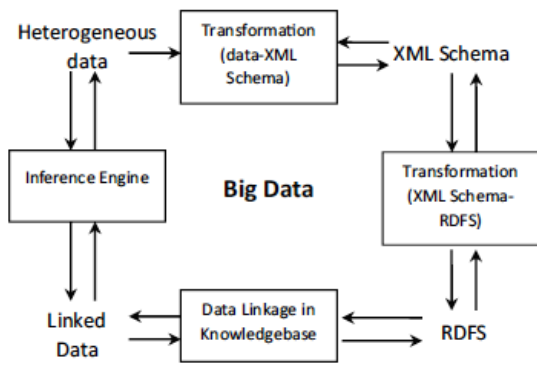 Heterogeneous
data
Transformation
(data-XML
Schema)
XML Schema
Inference Engine
Big Data
Transformation
(XML Schema-
RDFS)
Linked
Data
Data Linkage in
Knowledgebase
RDFS